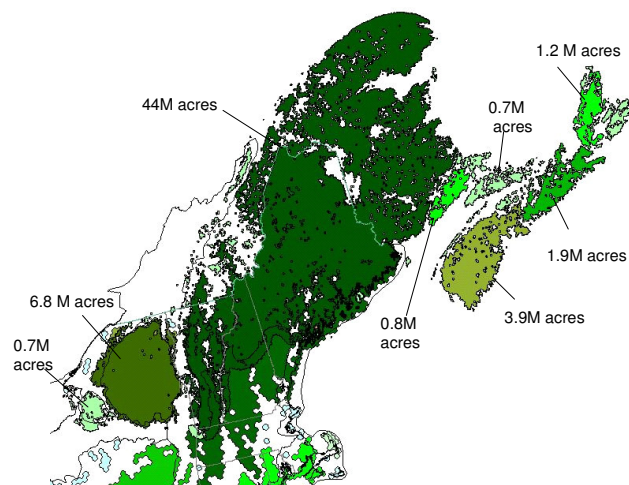 1.2 M acres
44M acres
0.7M
acres
1.9M acres
6.8 M acres
3.9M acres
0.8M
acres
0.7M
acres